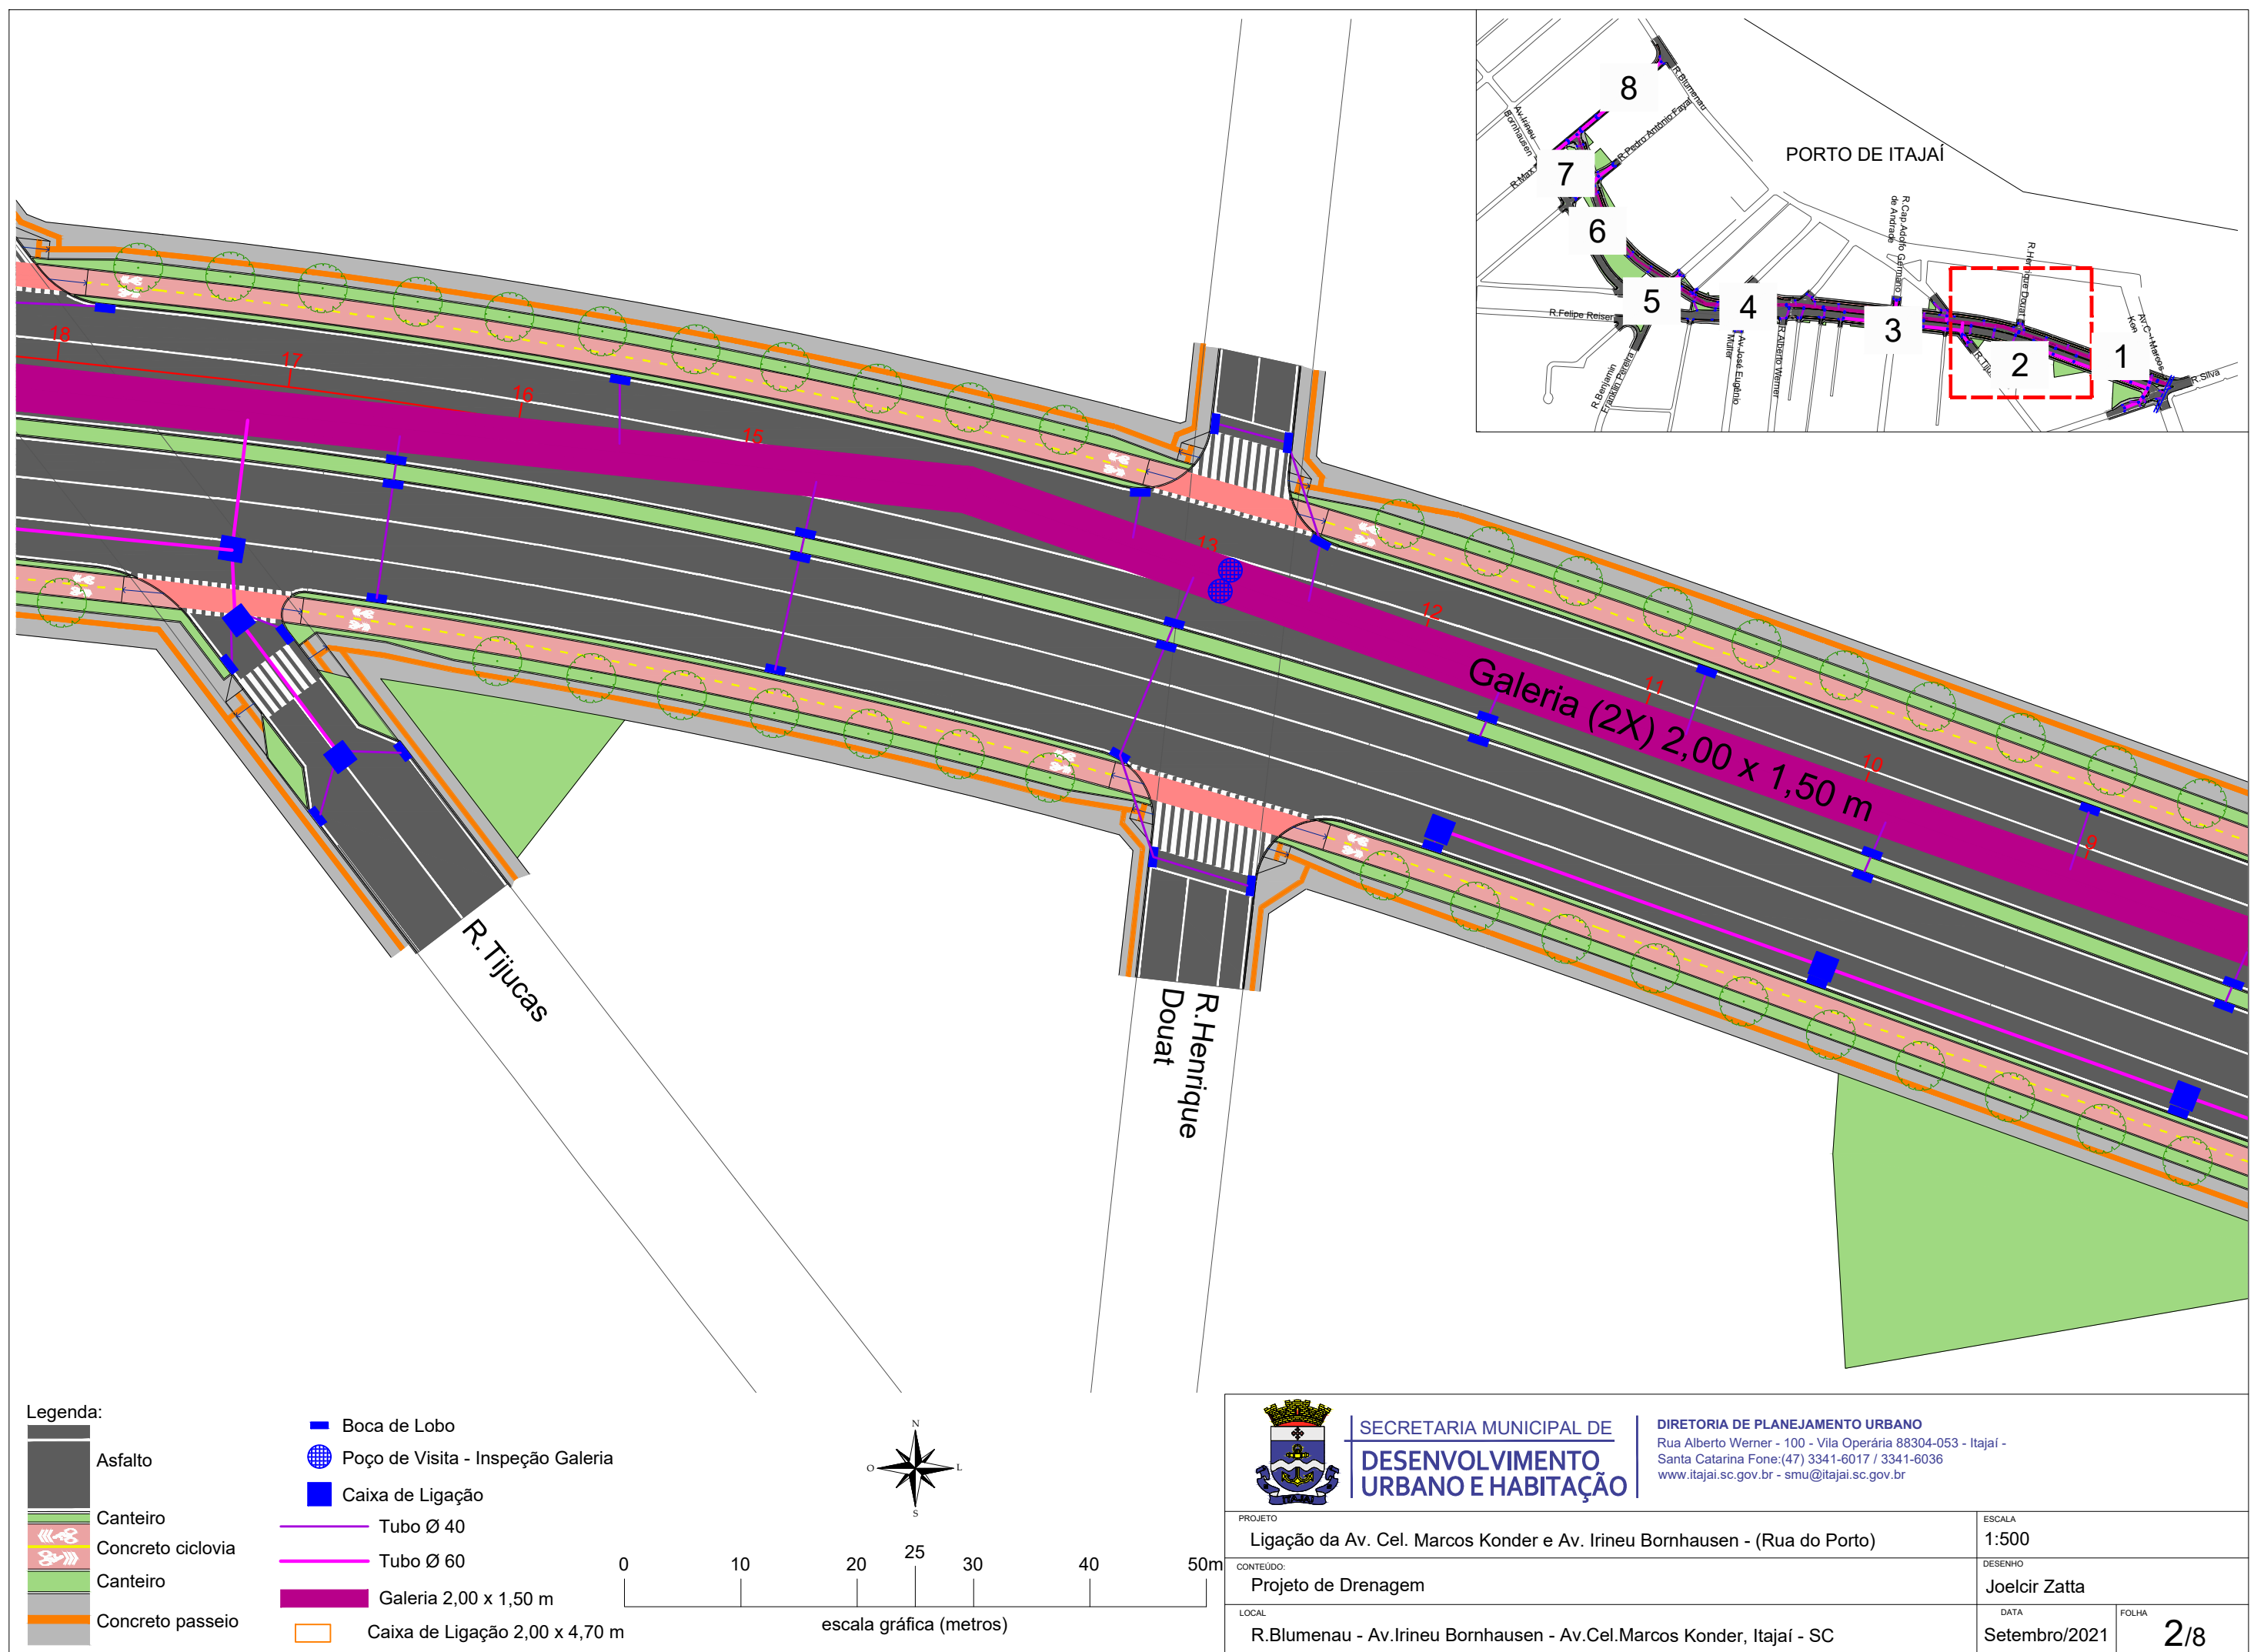 8
R.Blumenau
Av.Irineu
Bornhausen
R.Pedro Antônio Fayal
PORTO DE ITAJAÍ
7
R.Max
6
R.Cap.Adolfo Germano
de Andrade
R.Henrique Douat
5
4
3
2
1
R.Felipe Reiser
R.Benjamin
Franklin Pereira
Av.José Eugênio
Muller
R.Alberto Werner
R.Tiju
Marcos
Kon
R.Silva
18
17
16
15
13
12
11
10
9
Galeria (2X) 2,00 x 1,50 m
R.Tijucas
R.Henrique
Douat
Legenda:
Asfalto
Canteiro
Concreto ciclovia
Canteiro
Concreto passeio
Boca de Lobo
Poço de Visita - Inspeção Galeria
Caixa de Ligação
Tubo Ø 40
Tubo Ø 60
Galeria 2,00 x 1,50 m
Caixa de Ligação 2,00 x 4,70 m
N
O
L
S
0 10 20 25 30 40 50m
escala gráfica (metros)
ITAJAÍ
SECRETARIA MUNICIPAL DE
DESENVOLVIMENTO
URBANO E HABITAÇÃO
DIRETORIA DE PLANEJAMENTO URBANO
Rua Alberto Werner - 100 - Vila Operária 88304-053 - Itajaí -
Santa Catarina Fone:(47) 3341-6017 / 3341-6036
www.itajai.sc.gov.br - smu@itajai.sc.gov.br
PROJETO
Ligação da Av. Cel. Marcos Konder e Av. Irineu Bornhausen - (Rua do Porto)
ESCALA
1:500
CONTEÚDO:
Projeto de Drenagem
DESENHO
Joelcir Zatta
LOCAL
R.Blumenau - Av.Irineu Bornhausen - Av.Cel.Marcos Konder, Itajaí - SC
DATA
Setembro/2021
FOLHA
2/8